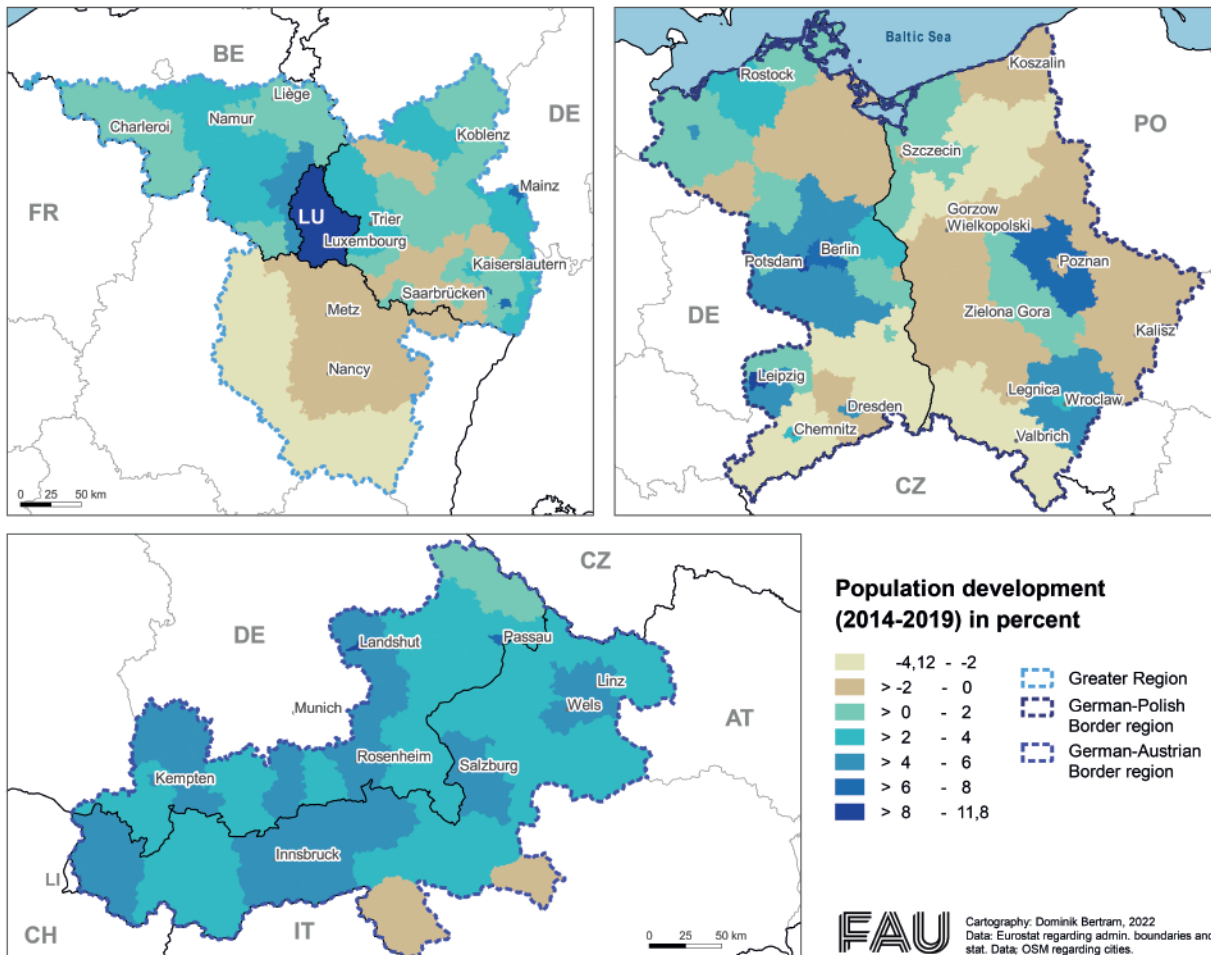 BE
Liège
Namur
Charleroi
Koblenz
DE
Mainz
FR
LU
Trier
Luxembourg
Kaiserslautern
Saarbrücken
Metz
Nancy
0 25 50 km
Baltic Sea
Koszalin
Rostock
PO
Szczecin
Gorzow
Wielkopolski
Berlin
Potsdam
Poznan
DE
Zielona Gora
Kalisz
Leipzig
Legnica
Wroclaw
Dresden
Chemnitz
Valbrich
CZ
CZ
DE
Landshut
Passau
Linz
Munich
Wels
AT
Rosenheim
Kempten
Salzburg
Innsbruck
LI
CH
IT
0 25 50 km
Population development
(2014-2019) in percent
-4,12 - -2
> -2 - 0
> 0 - 2
> 2 - 4
> 4 - 6
> 6 - 8
> 8 - 11,8
Greater Region
German-Polish
Border region
German-Austrian
Border region
FAU
Cartography: Dominik Bertram, 2022
Data: Eurostat regarding admin. boundaries and
stat. Data; OSM regarding cities.